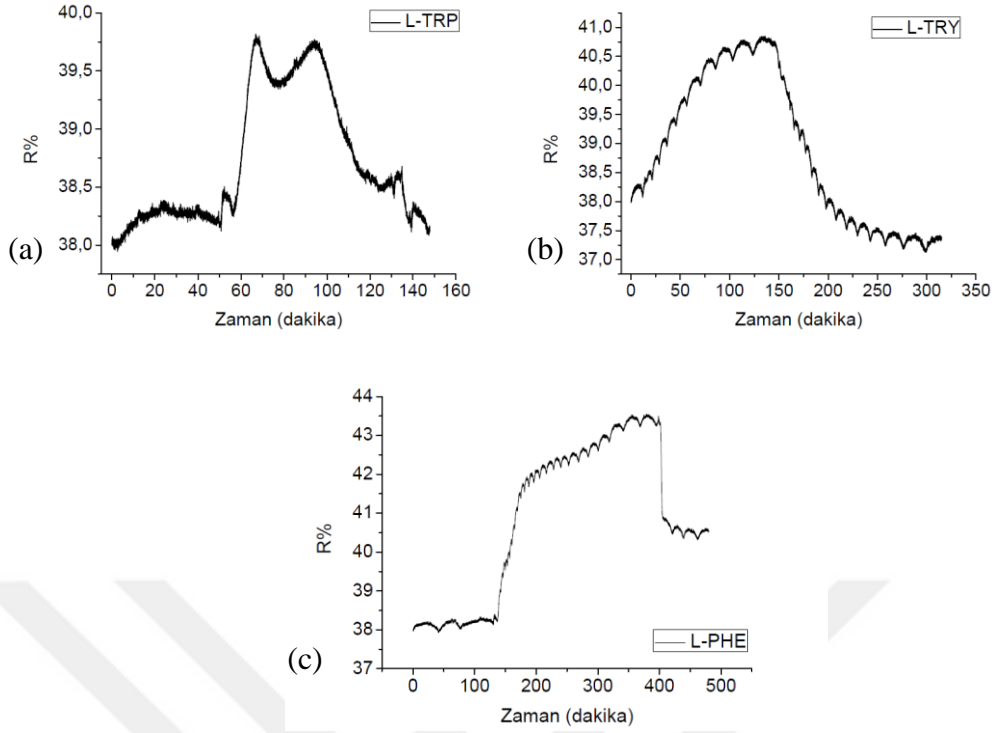 L-TRP
R%
40,0
39,5
39,0
38,5
38,0
0 20 40 60 80 100 120 140 160
Zaman (dakika)
(a)
L-TRY
R%
41,0
40,5
40,0
39,5
39,0
38,5
38,0
37,5
37,0
0 50 100 150 200 250 300 350
Zaman (dakika)
(b)
L-PHE
R%
44
43
42
41
40
39
38
37
0 100 200 300 400 500
Zaman (dakika)
(c)